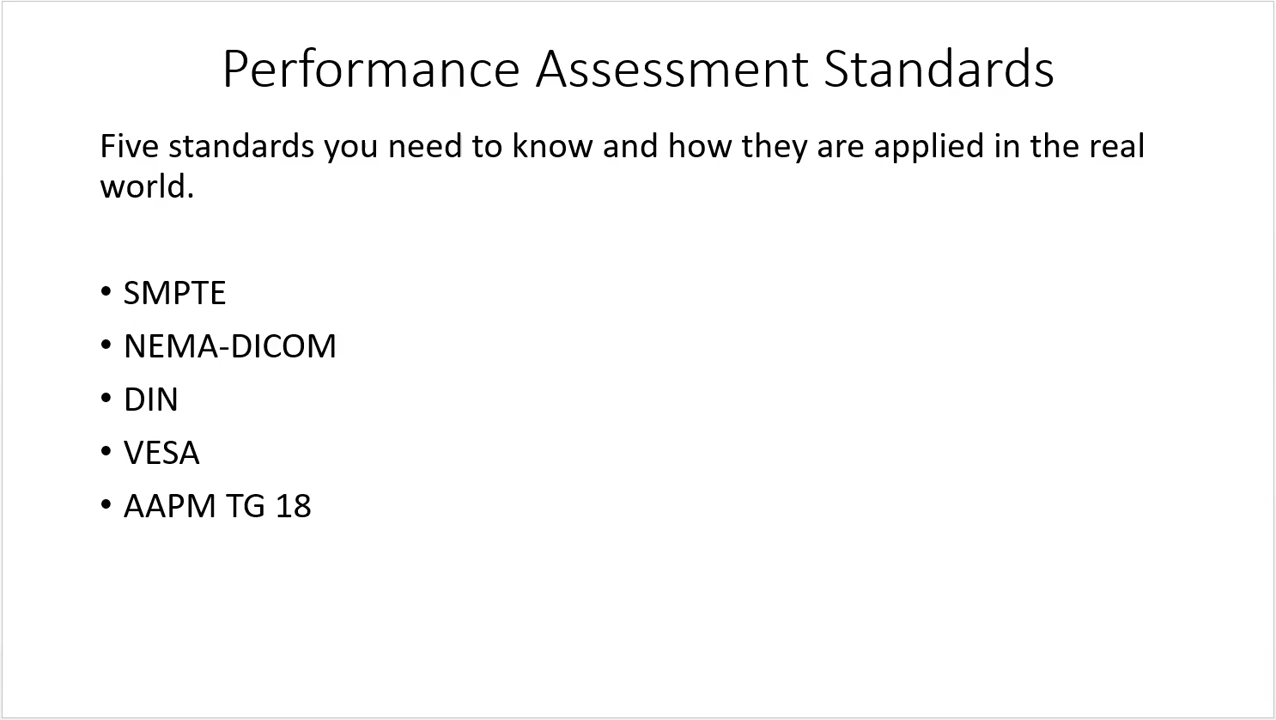 Performance Assessment Standards
Five standards you need to know and how they are applied in the real
world.
• SMPTE
• NEMA-DICOM
• DIN
• VESA
• AAPM TG 18